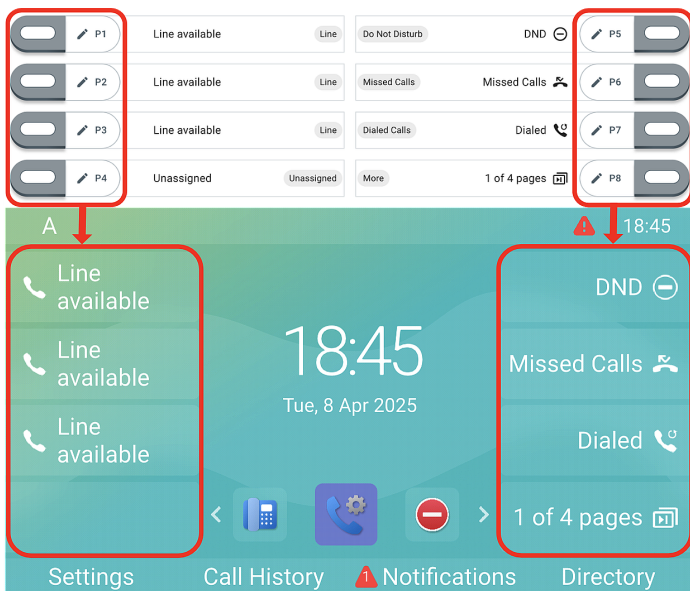 P1 Line available Line Do Not Disturb DND P5
P2 Line available Line Missed Calls Missed Calls P6
P3 Line available Line Dialed Calls Dialed P7
P4 Unassigned Unassigned More 1 of 4 pages P8
A 18:45
Line
available
DND
Line
available
Missed Calls
Line
available
Dialed
18:45
Tue, 8 Apr 2025
1 of 4 pages
Settings Call History 1 Notifications Directory